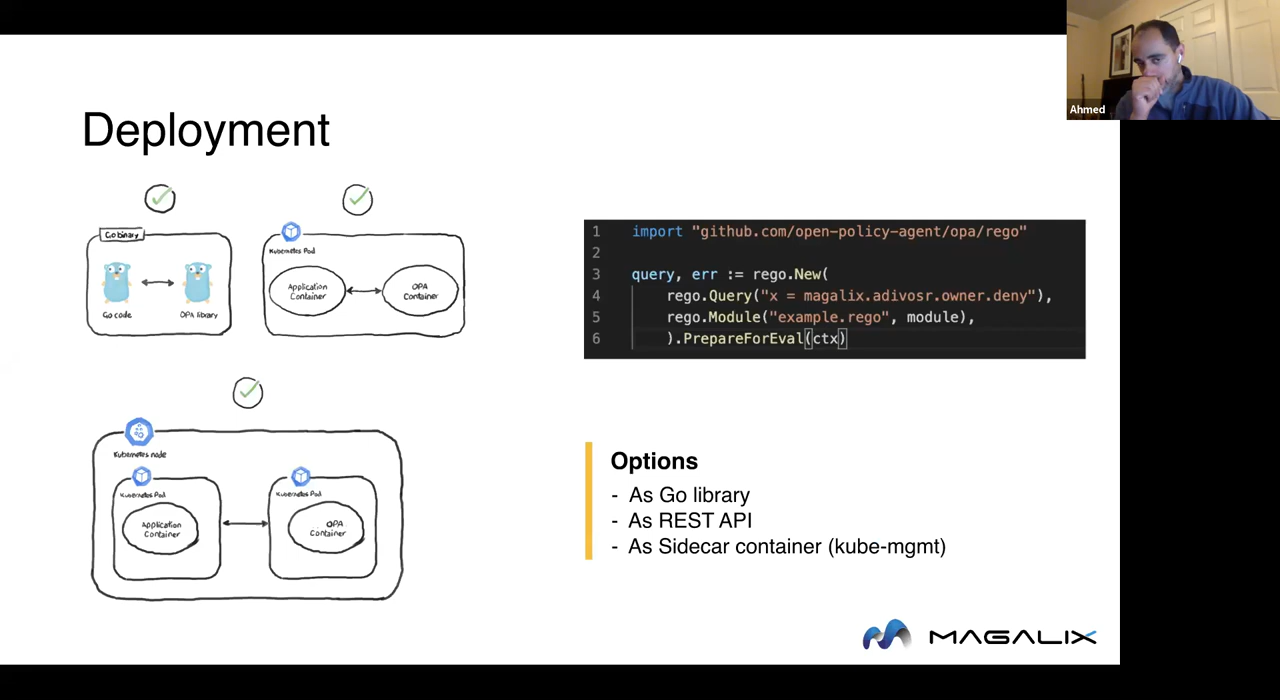 Ahmed
Deployment
Go binary
Go code
OPA library
Kubernetes Pod
Application
Container
OPA
Container
Kubernetes node
Kubernetes Pod
Application
Container
Kubernetes Pod
OPA
Container
1 import "github.com/open-policy-agent/opa/rego"
2
3 query, err := rego.New(
4 rego.Query("x = magalix.adivosr.owner.deny"),
5 rego.Module("example.rego", module),
6 ).PrepareForEval(ctx)
Options
- As Go library
- As REST API
- As Sidecar container (kube-mgmt)
MAGALIX